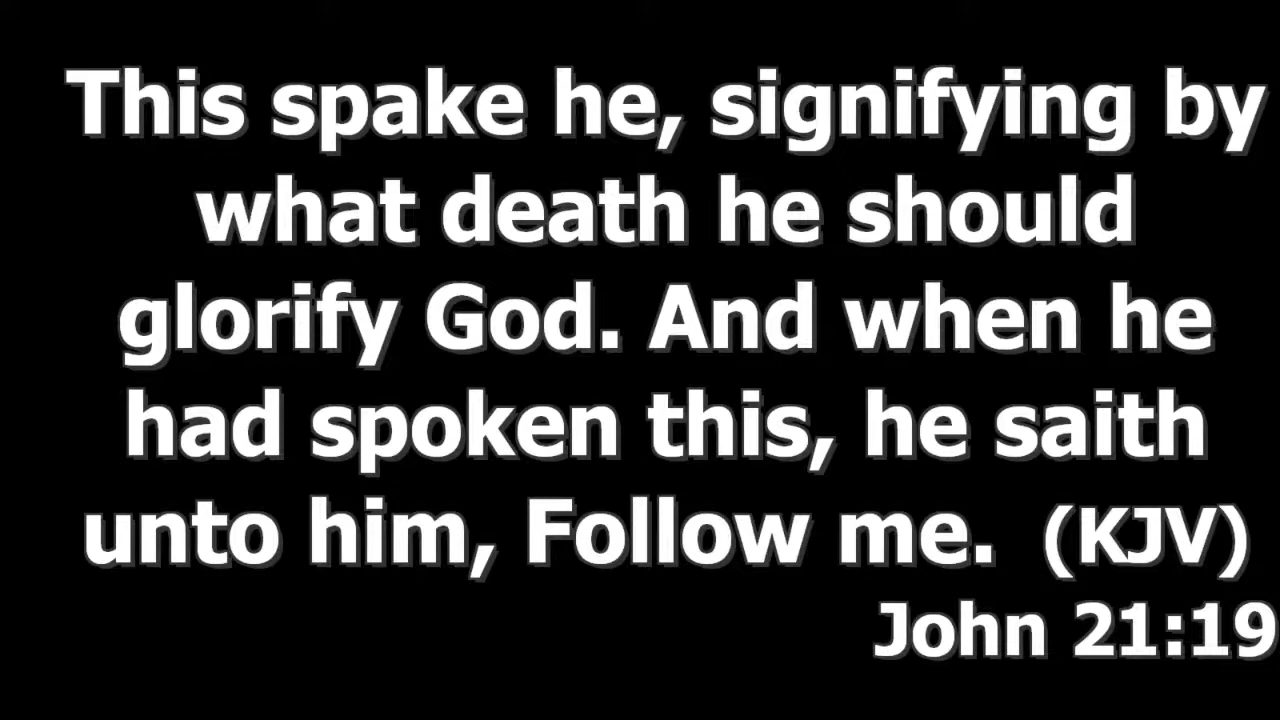 This spake he, signifying by
what death he should
glorify God. And when he
had spoken this, he saith
unto him, Follow me. (KJV)
John 21:19